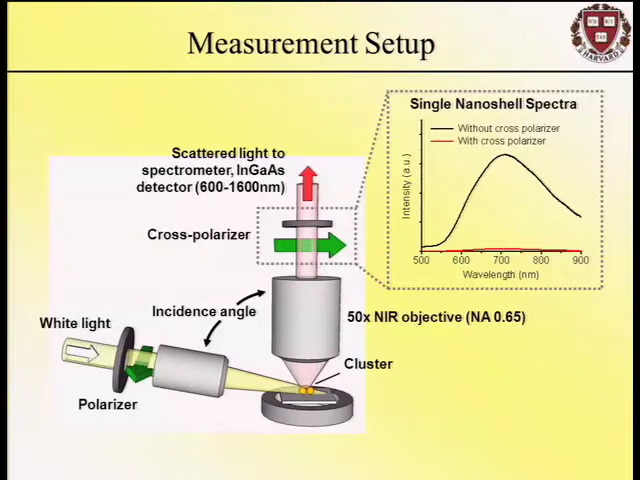 Measurement Setup
HARVARD
Single Nanoshell Spectra
Without cross polarizer
With cross polarizer
Intensity (a.u.)
500
600
700
800
900
Wavelength (nm)
Scattered light to
spectrometer, InGaAs
detector (600-1600nm)
Cross-polarizer
Incidence angle
50x NIR objective (NA 0.65)
White light
Cluster
Polarizer